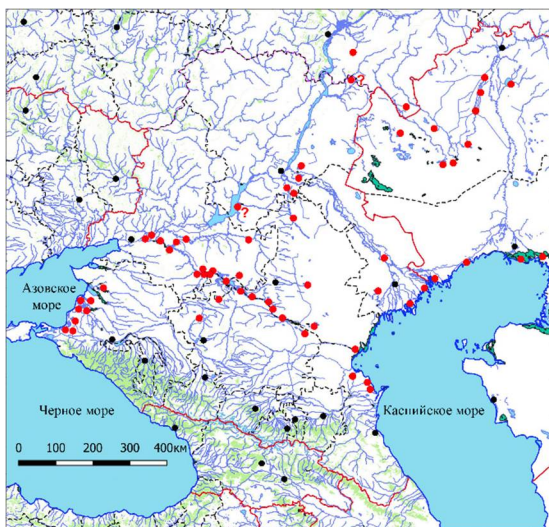 ?
?
Азовское
море
Черное море
Каспийское море
0 100 200 300 400км